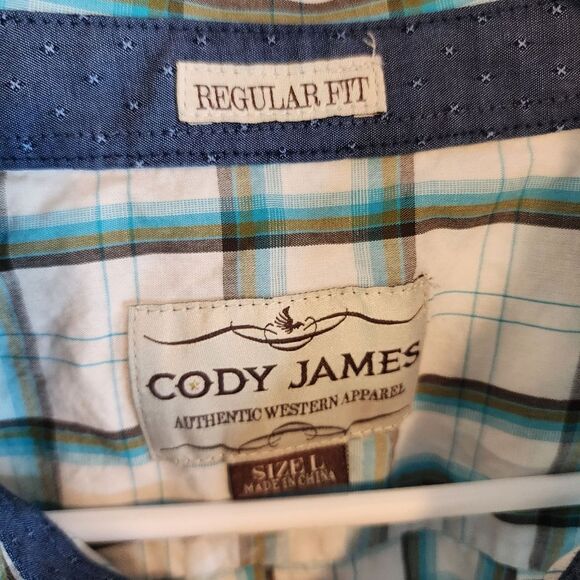 REGULAR FIT
CODY JAMES
AUTHENTIC WESTERN APPAREL
SIZE L
MADE IN CHINA